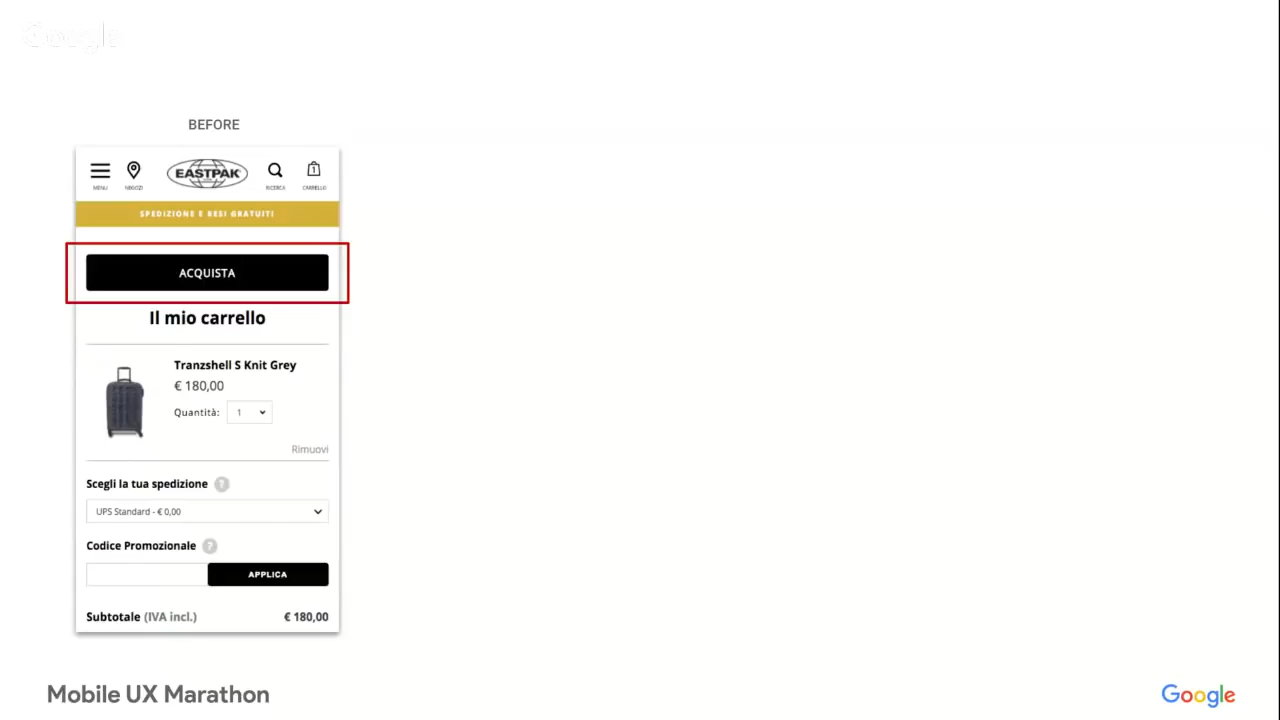 Google
BEFORE
MENU
NEGOZI
EASTPAK
RICERCA
1
CARRELLO
SPEDIZIONE E RESI GRATUITI
ACQUISTA
Il mio carrello
Tranzshell S Knit Grey
€ 180,00
Quantità: 1
Rimuovi
Scegli la tua spedizione ?
UPS Standard - € 0,00
Codice Promozionale ?
APPLICA
Subtotale (IVA incl.) € 180,00
Mobile UX Marathon
Google